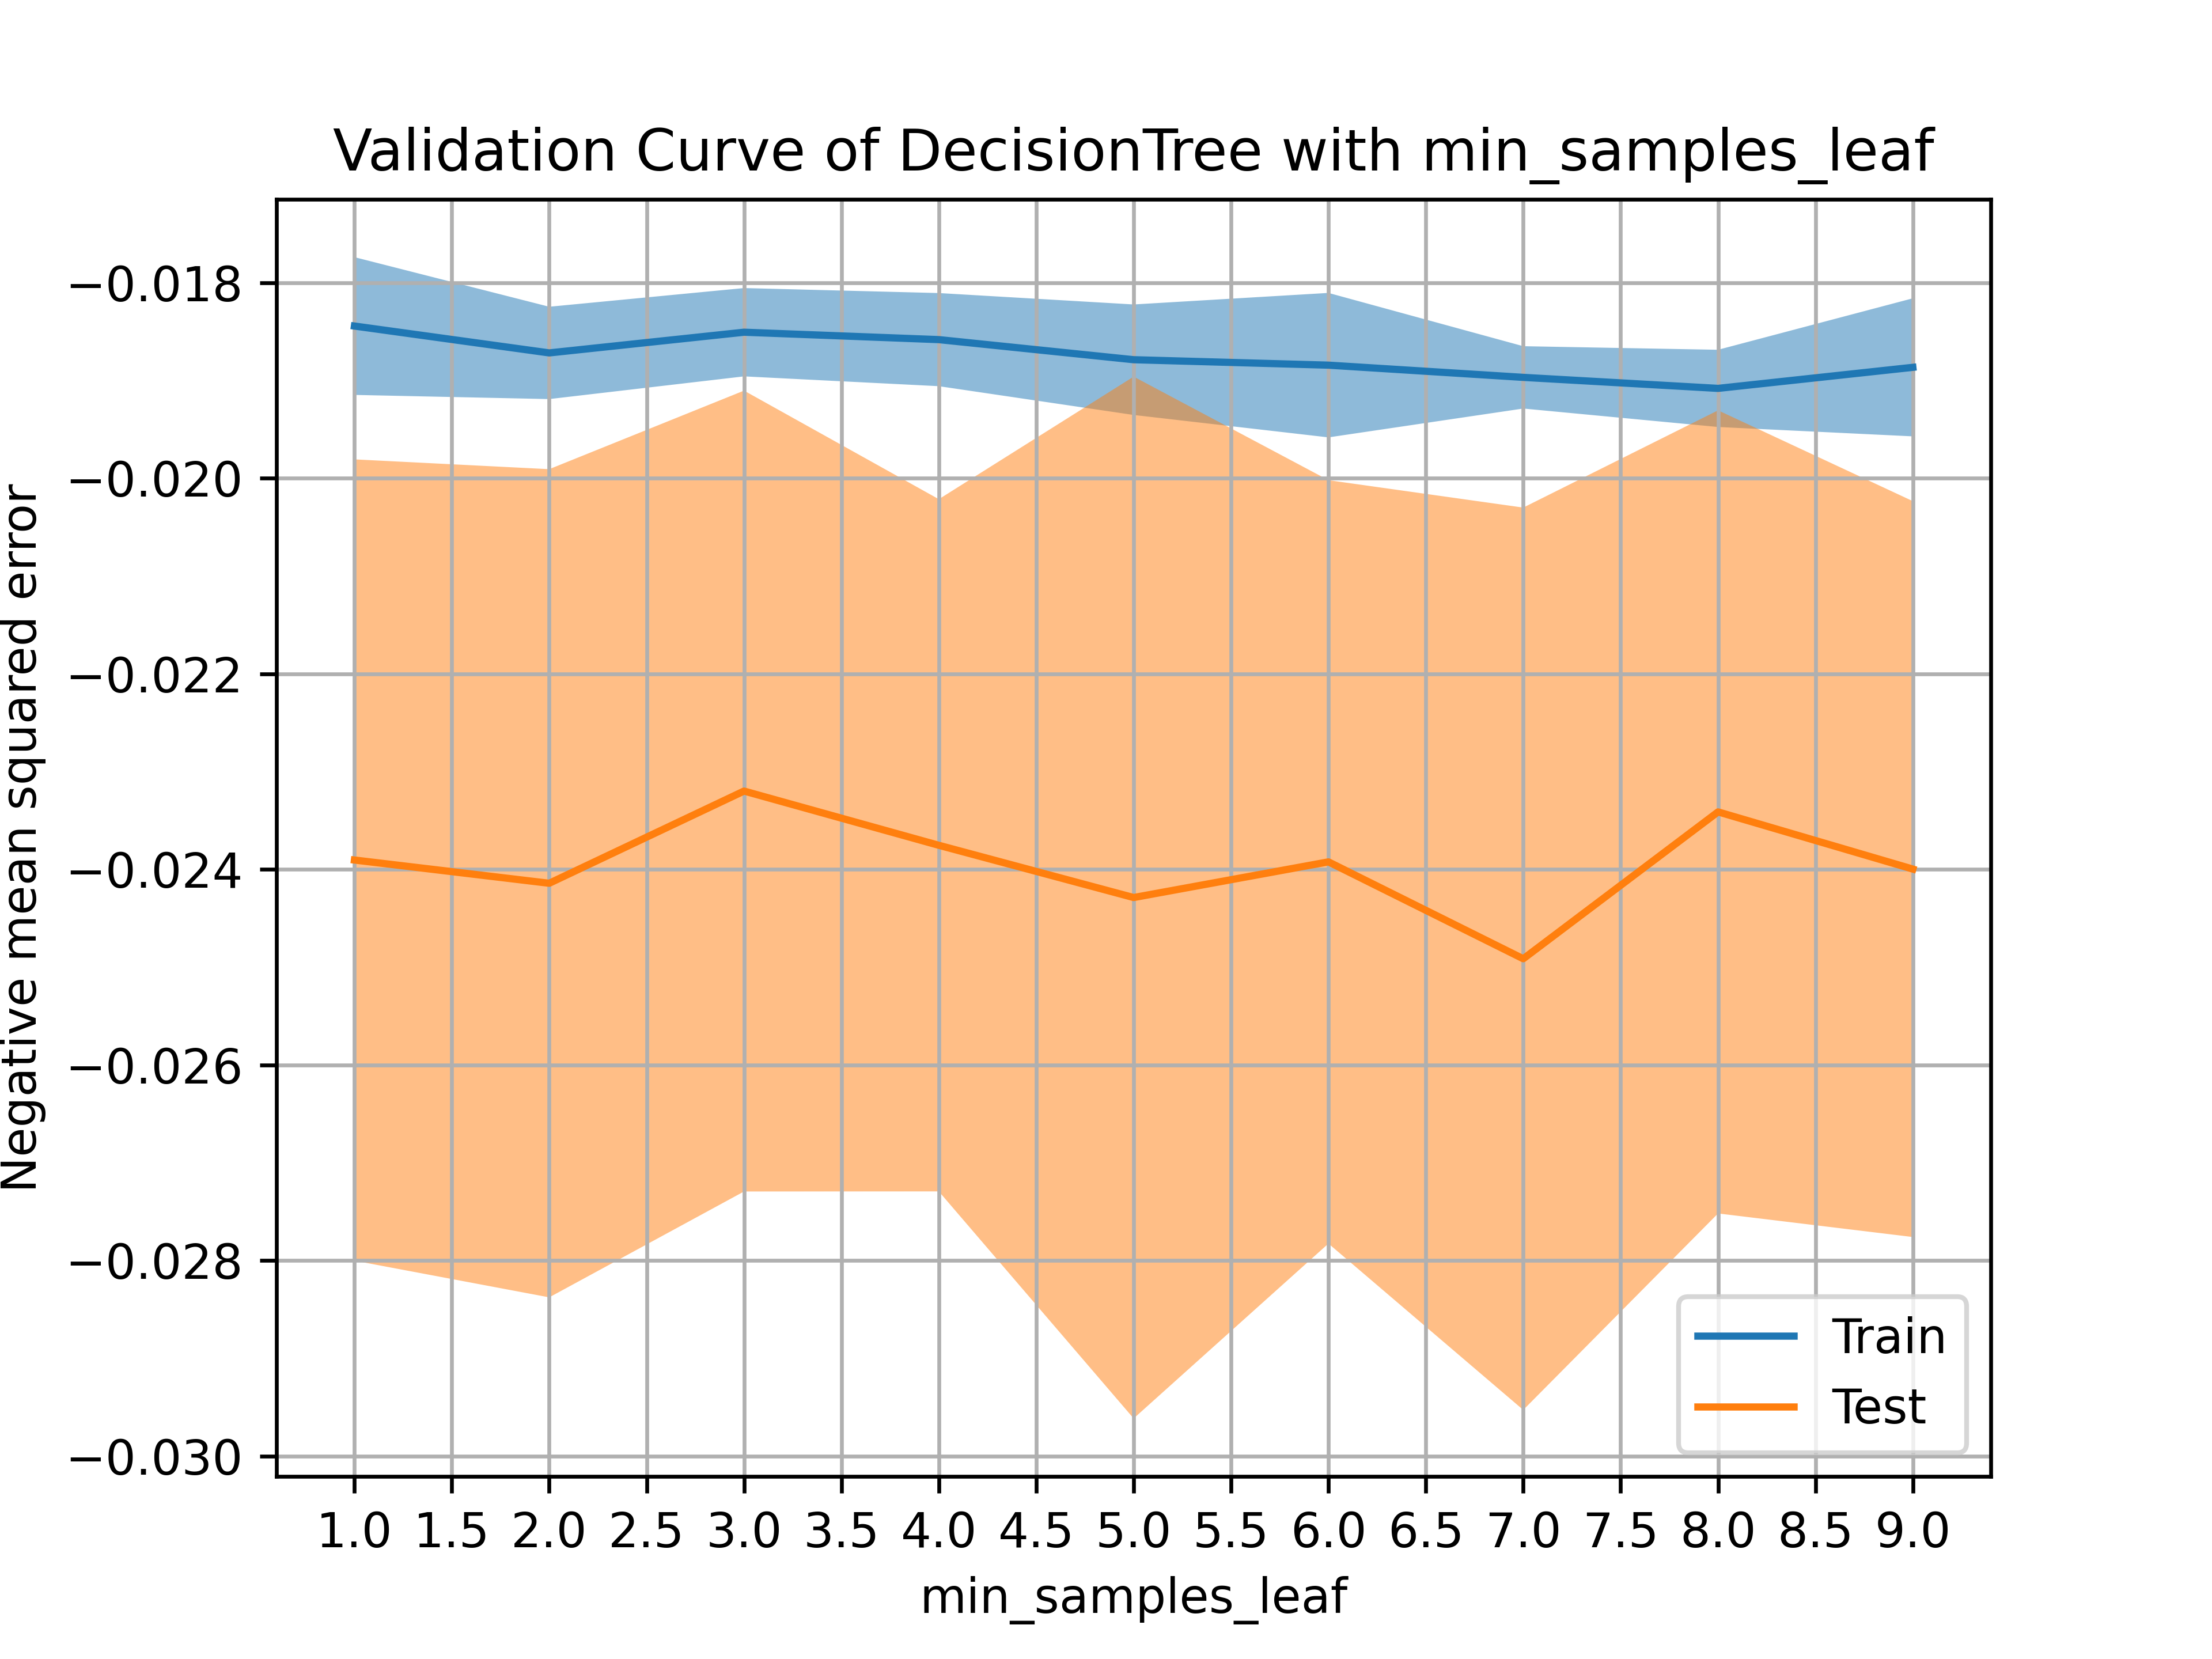 Validation Curve of DecisionTree with min_samples_leaf
Negative mean squared error
−0.018
−0.020
−0.022
−0.024
−0.026
−0.028
−0.030
Train
Test
1.0 1.5 2.0 2.5 3.0 3.5 4.0 4.5 5.0 5.5 6.0 6.5 7.0 7.5 8.0 8.5 9.0
min_samples_leaf